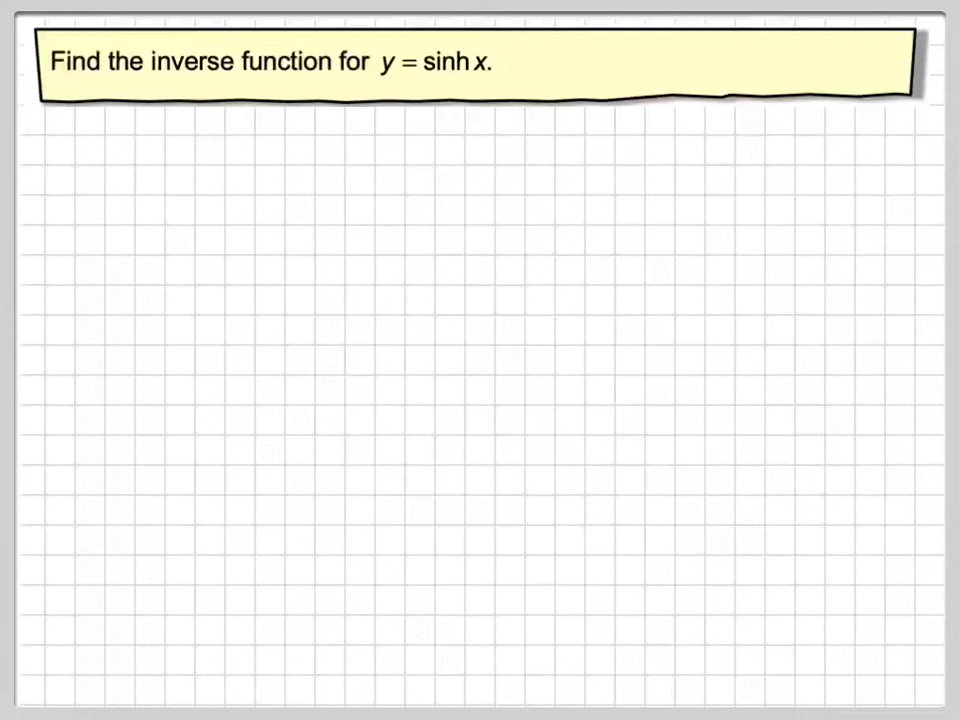 Find the inverse function for y = sinh x.